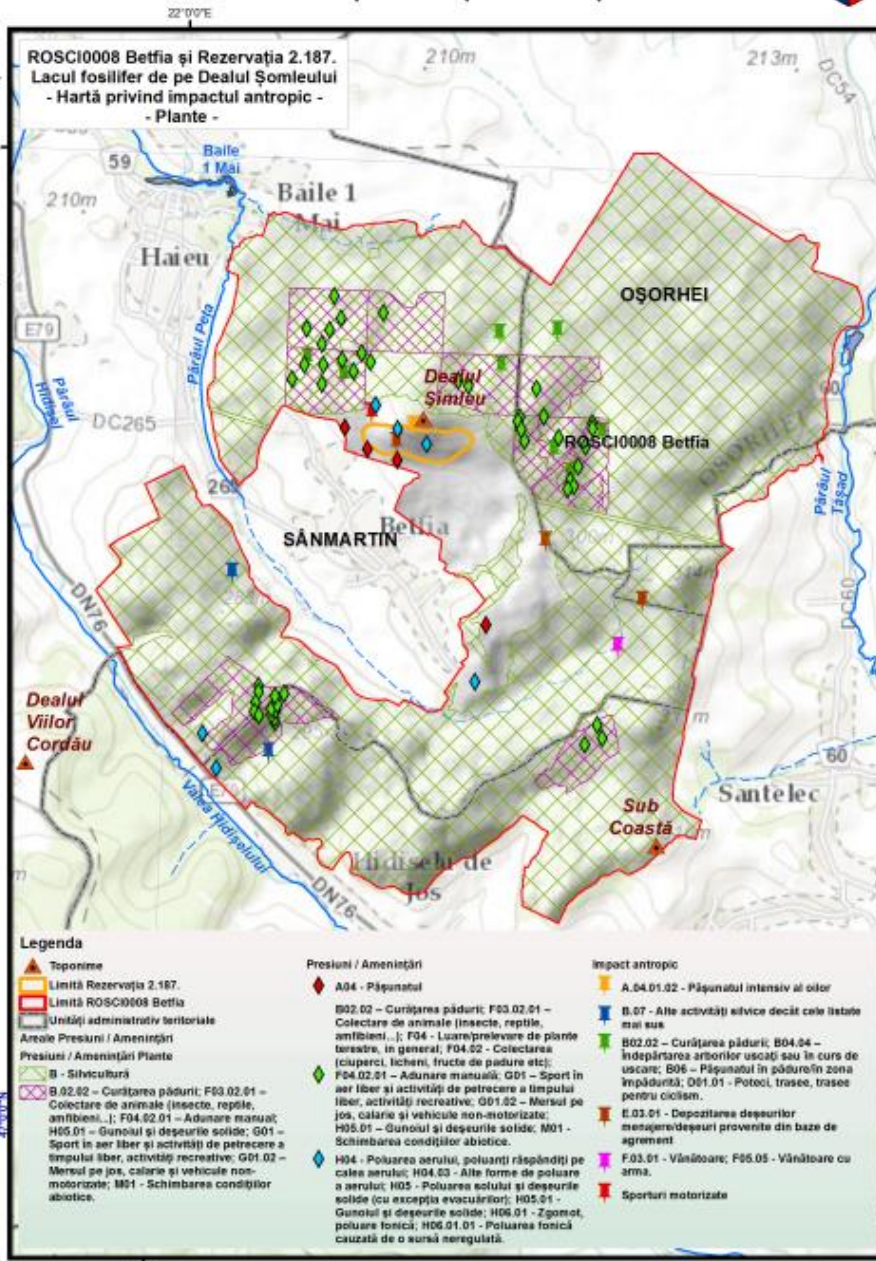 22°0'0"E
ROSCI0008 Betfia și Rezervația 2.187.
Lacul fosilifer de pe Dealul Șomleului
- Hartă privind impactul antropic -
- Plante -
210m
213m
DC54
59
Baile
1 Mai
210m
Baile 1
Mai
Haieu
OȘORHEI
E79
Pârâul Peța
Pârâul
Hidișel
DC265
Dealul
Șimleu
60
ROSCI0008 Betfia
OSORHEI
Pârâul
Tășad
Betfia
SÂNMARTIN
300m
DN76
DC60
Dealul
Viilor
Cordău
Valea Hidișelului
60
Santelec
Sub
Coastă
Hidiselu de
Jos
DN76
47°0'0"N
Legenda
Toponime
Limită Rezervația 2.187.
Limită ROSCI0008 Betfia
Unități administrativ teritoriale
Areale Presiuni / Amenințări
Presiuni / Amenințări Plante
B - Silvicultură
B.02.02 – Curățarea pădurii; F03.02.01 –
Colectare de animale (insecte, reptile,
amfibieni...); F04.02.01 – Adunare manual;
H05.01 - Gunoiul și deșeurile solide; G01 –
Sport în aer liber și activități de petrecere a
timpului liber, activități recreative; G01.02 –
Mersul pe jos, calarie și vehicule non-
motorizate; M01 - Schimbarea condițiilor
abiotice.
Presiuni / Amenințări
A04 - Pășunatul
B02.02 – Curățarea pădurii; F03.02.01 –
Colectare de animale (insecte, reptile,
amfibieni...); F04 - Luare/prelevare de plante
terestre, in general; F04.02 - Colectarea
(ciuperci, licheni, fructe de padure etc);
F04.02.01 – Adunare manuală; G01 – Sport în
aer liber și activități de petrecere a timpului
liber, activități recreative; G01.02 – Mersul pe
jos, calarie și vehicule non-motorizate;
H05.01 – Gunoiul și deșeurile solide; M01 -
Schimbarea condițiilor abiotice.
H04 - Poluarea aerului, poluanți răspândiți pe
calea aerului; H04.03 - Alte forme de poluare
a aerului; H05 - Poluarea solului și deșeurile
solide (cu excepția evacuărilor); H05.01 -
Gunoiul și deșeurile solide; H06.01 - Zgomot,
poluare fonică; H06.01.01 - Poluarea fonică
cauzată de o sursă neregulată.
Impact antropic
A.04.01.02 - Pășunatul intensiv al oilor
B.07 - Alte activități silvice decât cele listate
mai sus
B02.02 – Curățarea pădurii; B04.04 –
Îndepărtarea arborilor uscați sau în curs de
uscare; B06 – Pășunatul în pădure/în zona
împădurită; D01.01 - Poteci, trasee, trasee
pentru ciclism.
E.03.01 - Depozitarea deșeurilor
menajere/deșeuri provenite din baze de
agrement
F.03.01 - Vânătoare; F05.05 - Vânătoare cu
arma.
Sporturi motorizate